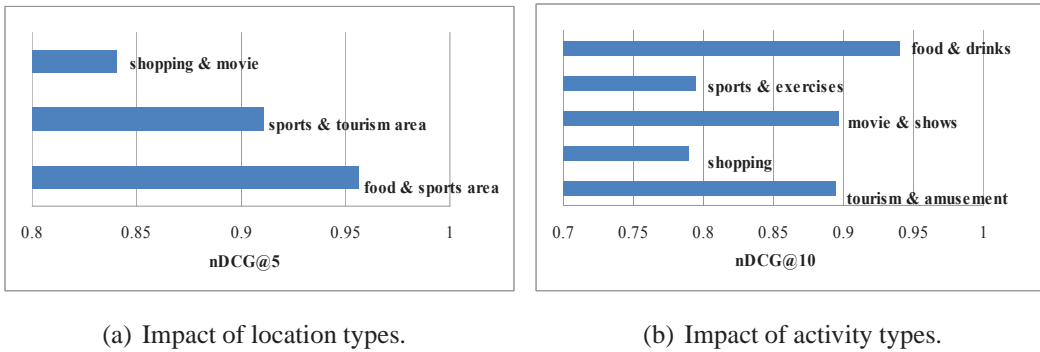 shopping & movie
sports & tourism area
food & sports area
0.8 0.85 0.9 0.95 1
nDCG@5
food & drinks
sports & exercises
movie & shows
shopping
tourism & amusement
0.7 0.75 0.8 0.85 0.9 0.95 1
nDCG@10
(a) Impact of location types.
(b) Impact of activity types.